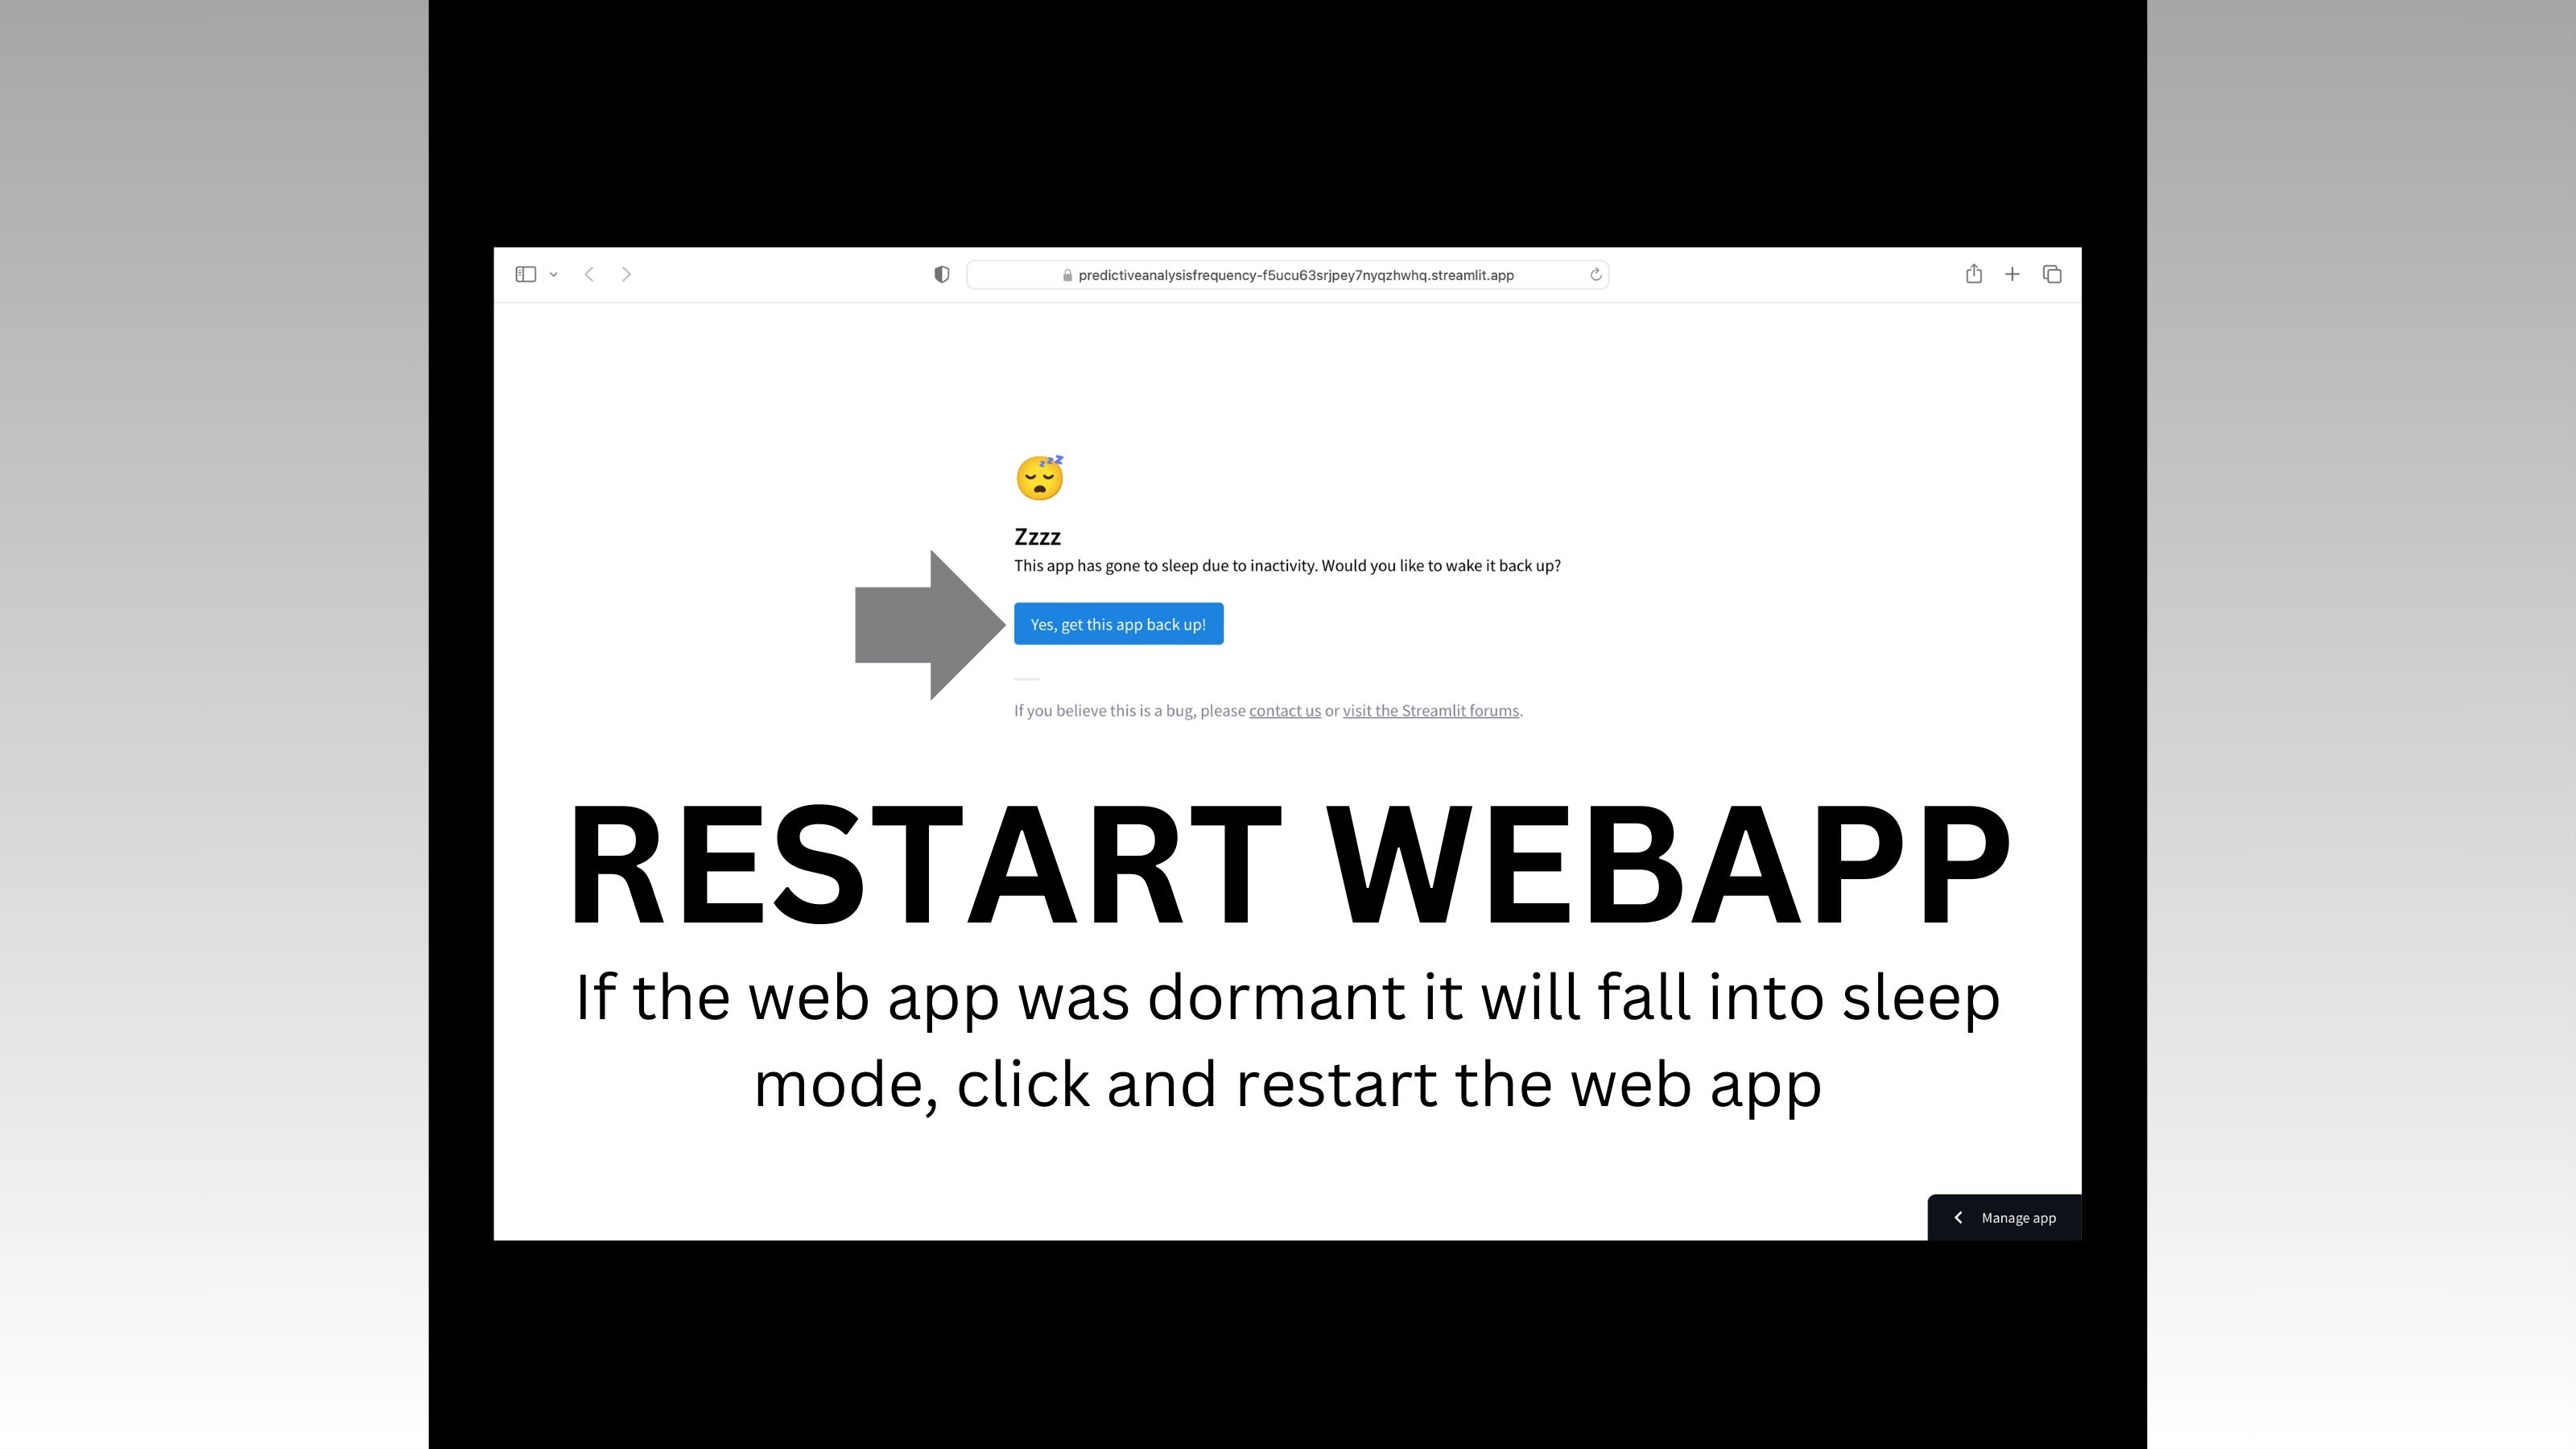 predictiveanalysisfrequency-f5ucu63srjpey7nyqzhwhq.streamlit.app
Zzzz
This app has gone to sleep due to inactivity. Would you like to wake it back up?
Yes, get this app back up!
If you believe this is a bug, please contact us or visit the Streamlit forums.
RESTART WEBAPP
If the web app was dormant it will fall into sleep
mode, click and restart the web app
Manage app